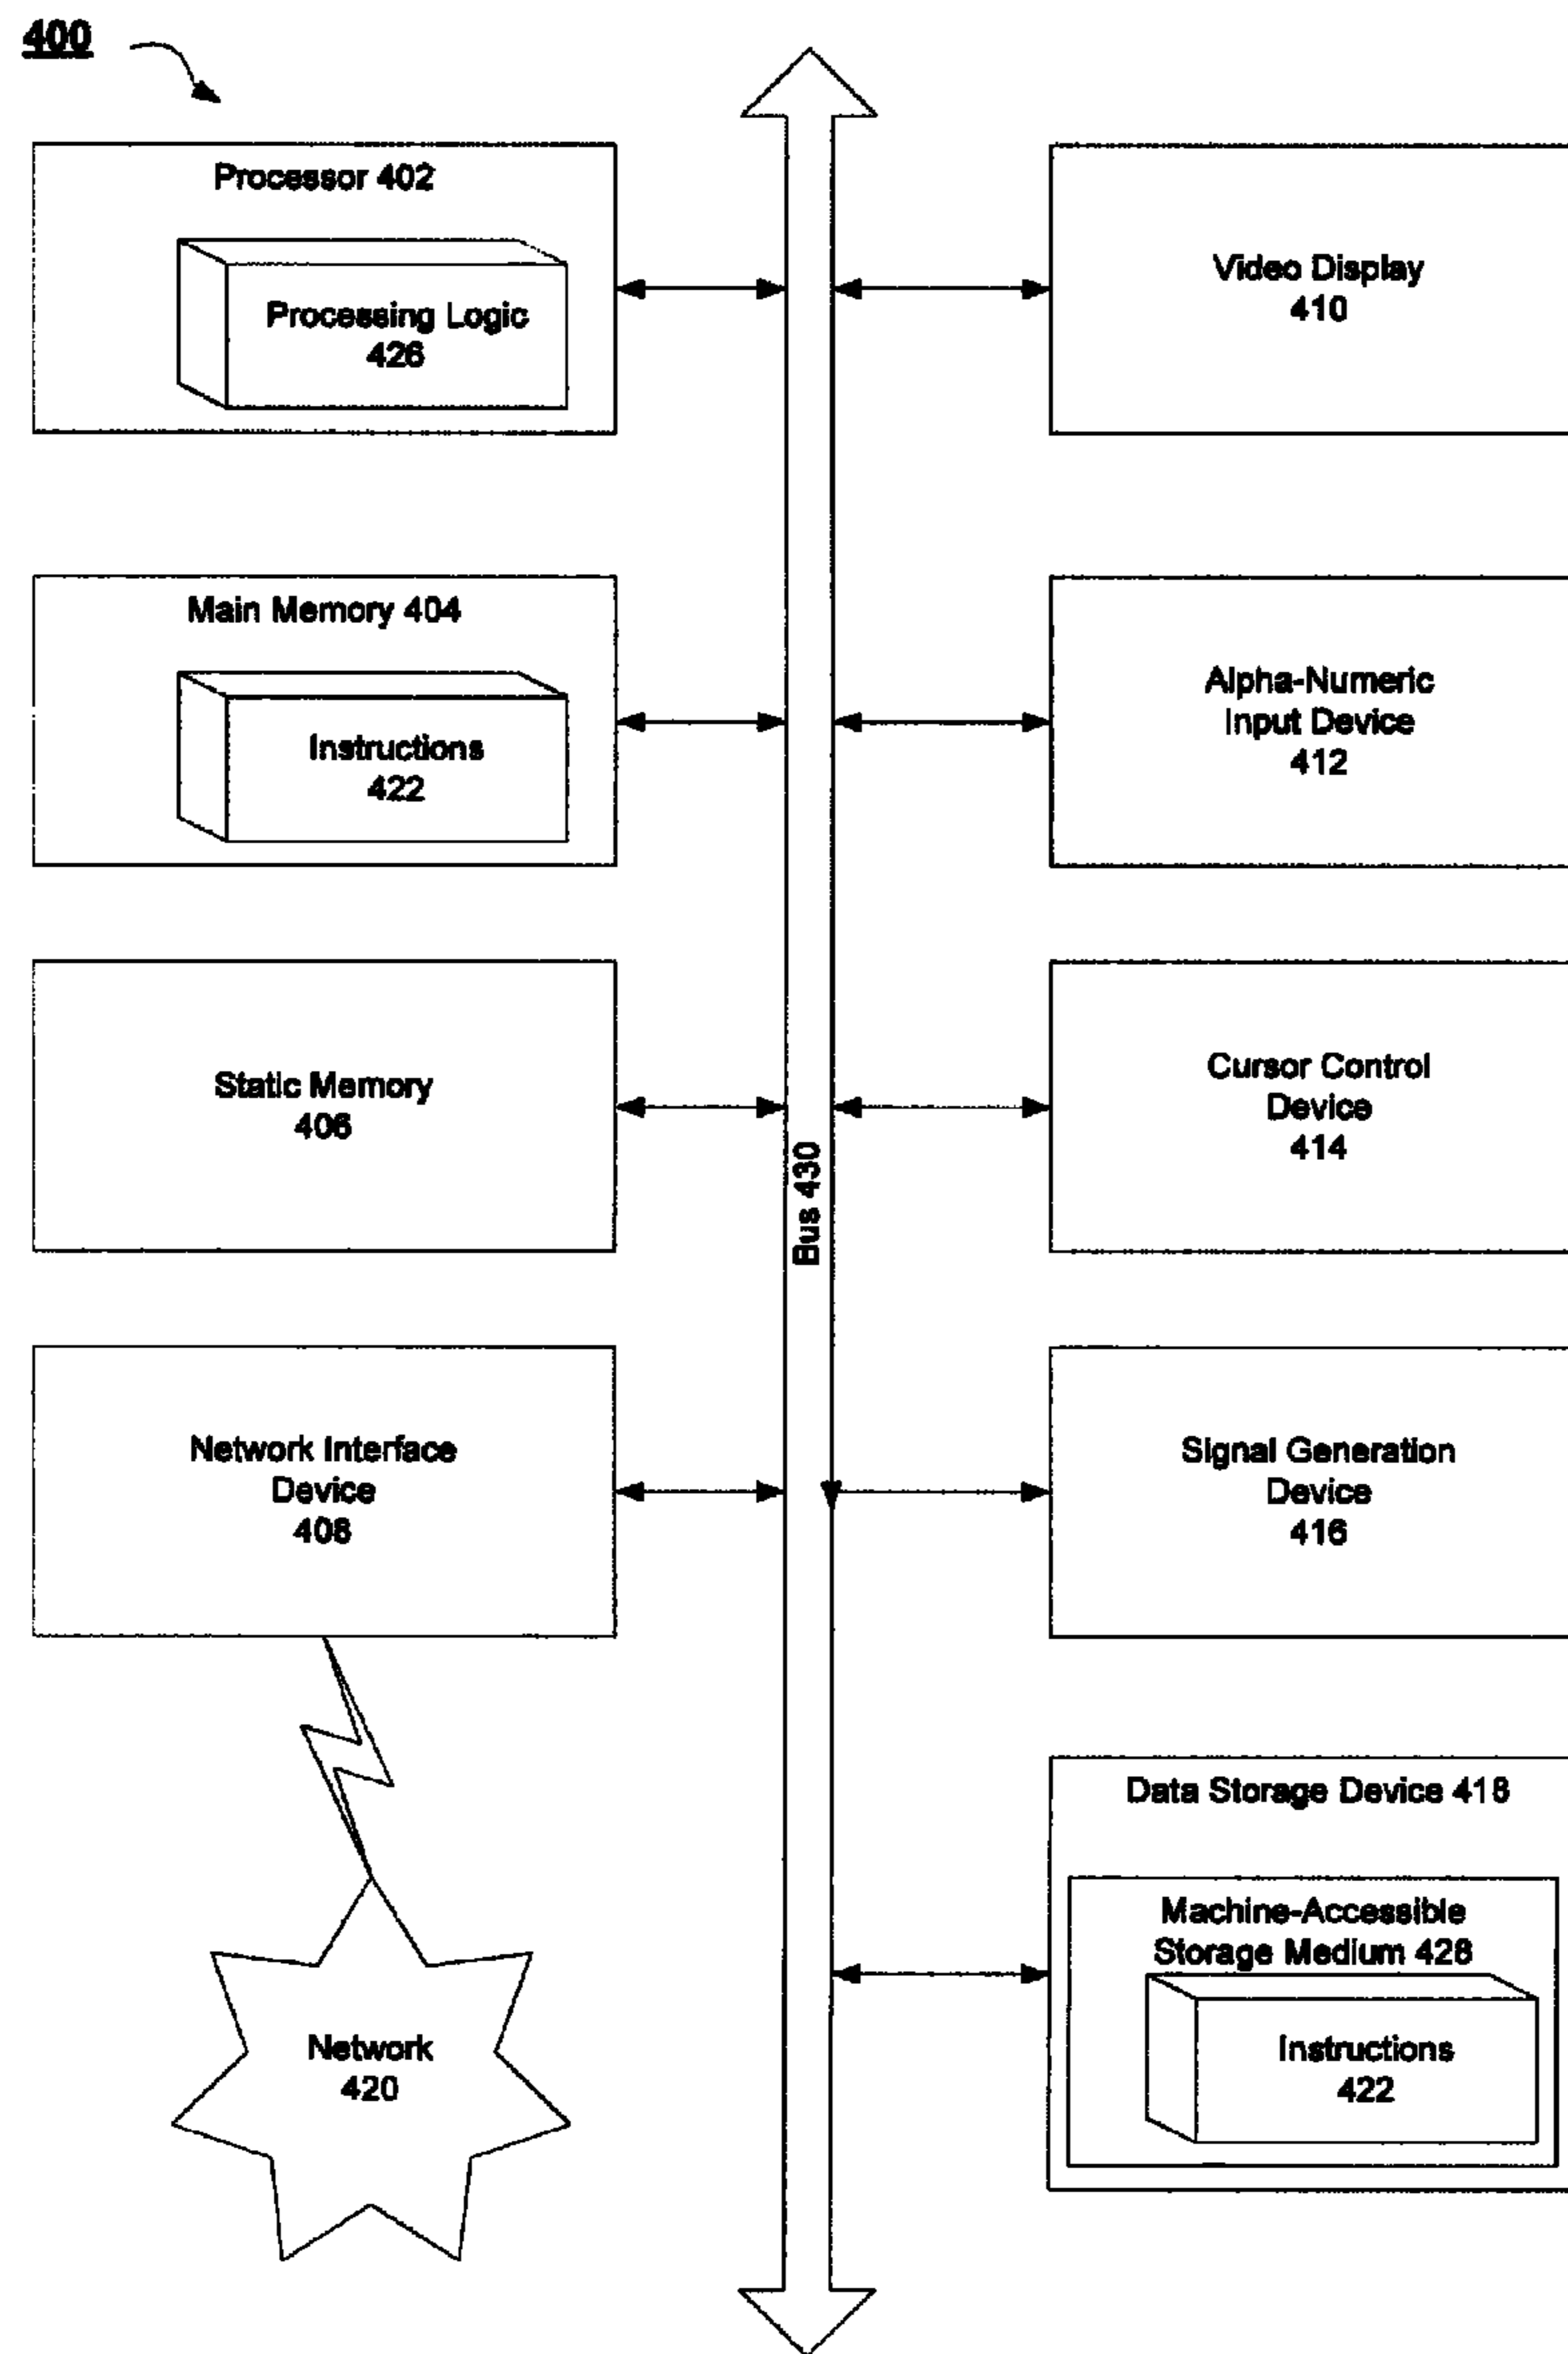 400
Processor 402
Processing Logic
426
Main Memory 404
Instructions
422
Static Memory
406
Network Interface
Device
408
Network
420
Bus 430
Video Display
410
Alpha-Numeric
Input Device
412
Cursor Control
Device
414
Signal Generation
Device
416
Data Storage Device 418
Machine-Accessible
Storage Medium 428
Instructions
422